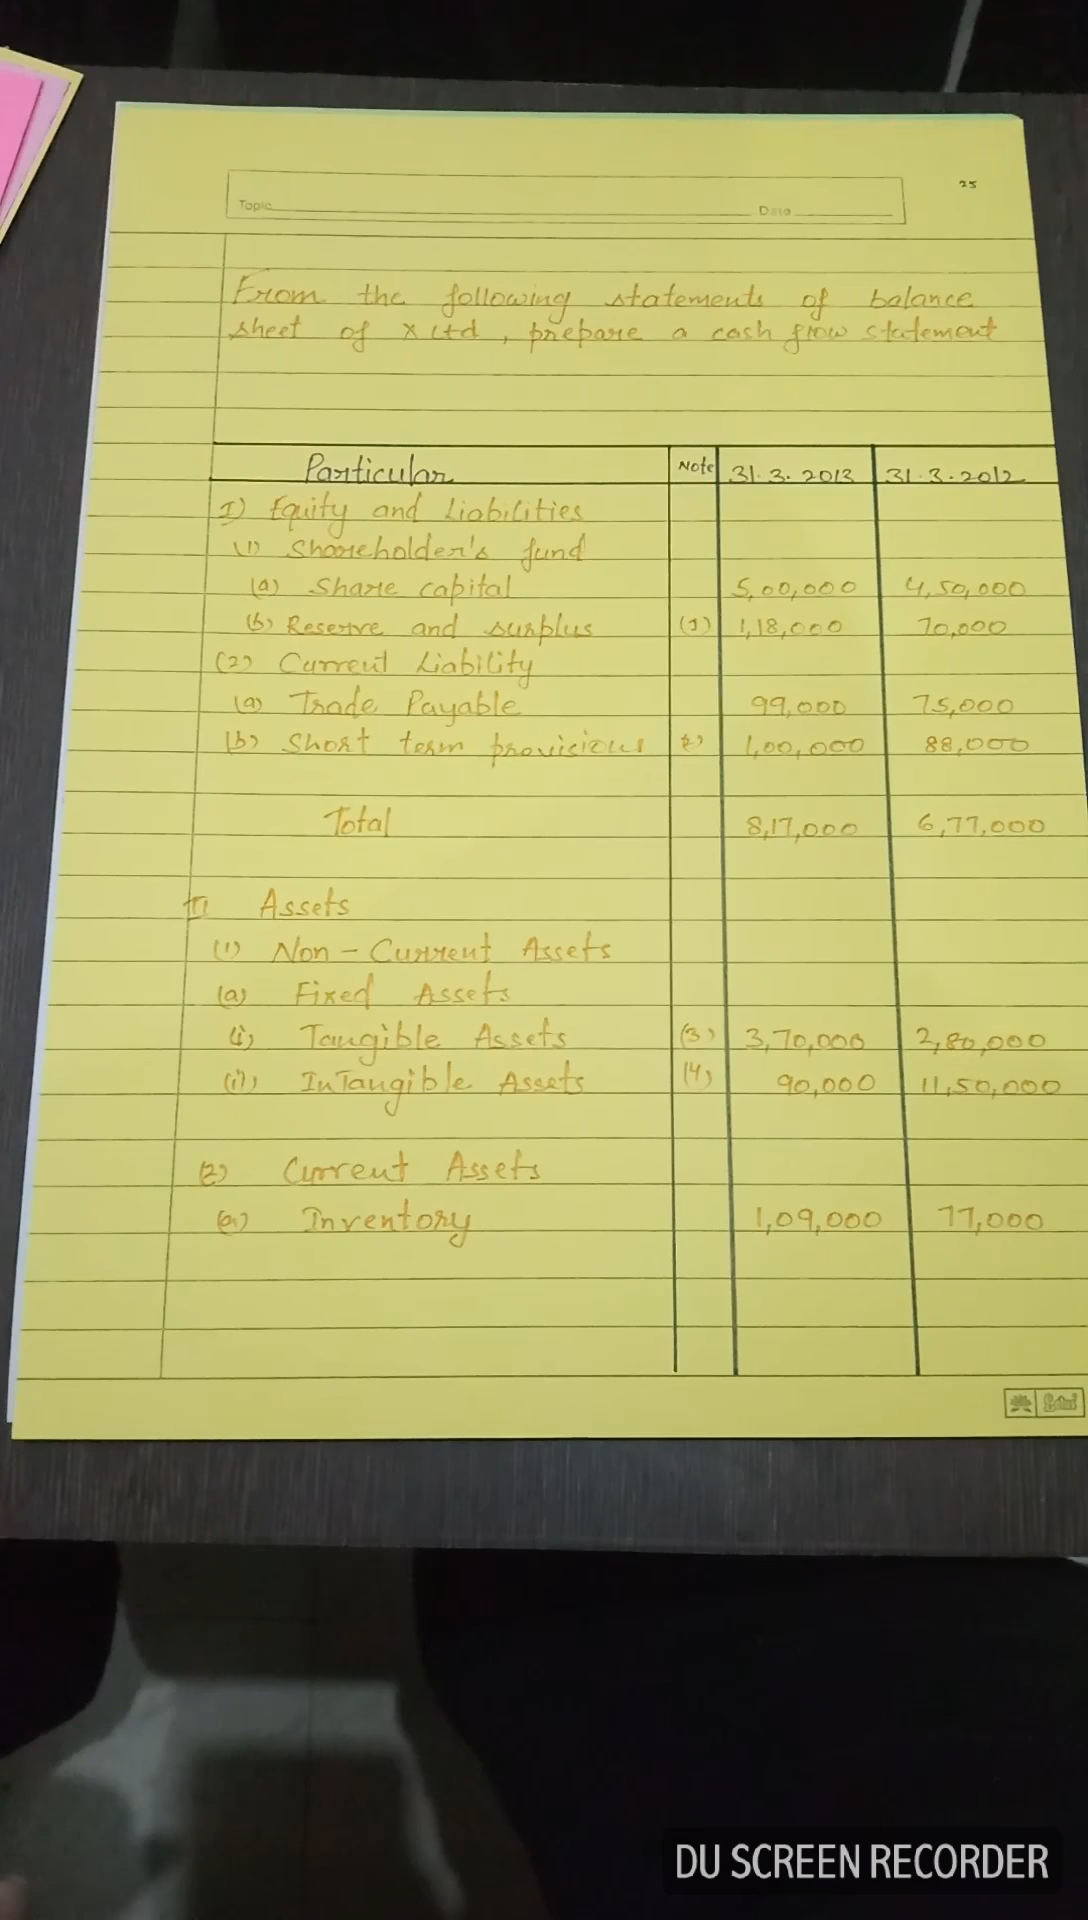 25
Topic Date
From the following statements of balance
sheet of X Ltd, prepare a cash flow statement
Particular Note 31.3.2013 31.3.2012
I) Equity and Liabilities
(1) Shareholder's fund
(a) Share capital 5,00,000 4,50,000
(b) Reserve and surplus (1) 1,18,000 70,000
(2) Current Liability
(a) Trade Payable 99,000 75,000
(b) Short term provisions (2) 1,00,000 88,000
Total 8,17,000 6,77,000
II Assets
(1) Non-Current Assets
(a) Fixed Assets
(i) Tangible Assets (3) 3,70,000 2,80,000
(ii) InTangible Assets (4) 90,000 11,50,000
(2) Current Assets
(a) Inventory 1,09,000 77,000
DU SCREEN RECORDER